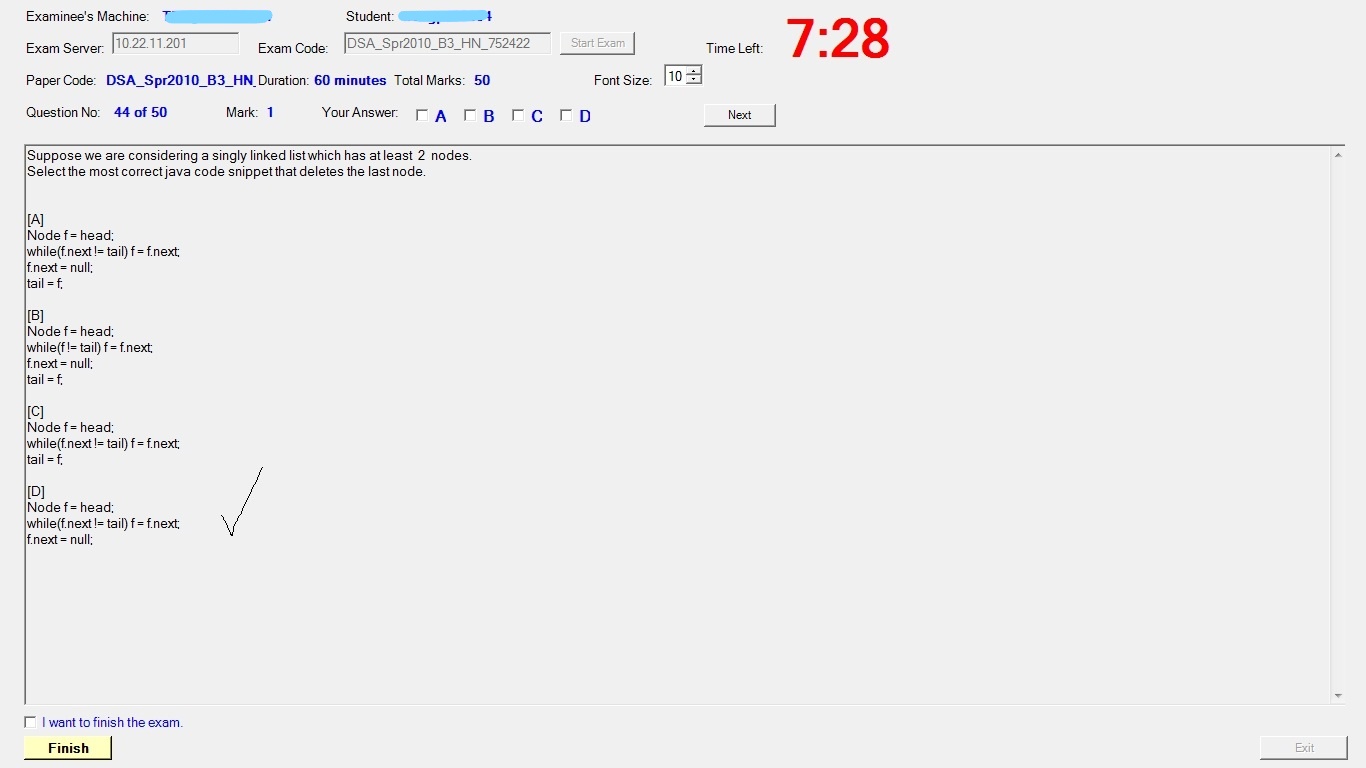 Examinee's Machine: Student:
Exam Server: 10.22.11.201 Exam Code: DSA_Spr2010_B3_HN_752422 Start Exam Time Left: 7:28
Paper Code: DSA_Spr2010_B3_HN_ Duration: 60 minutes Total Marks: 50 Font Size: 10
Question No: 44 of 50 Mark: 1 Your Answer: A B C D Next
Suppose we are considering a singly linked list which has at least 2 nodes.
Select the most correct java code snippet that deletes the last node.
[A]
Node f = head;
while(f.next != tail) f = f.next;
f.next = null;
tail = f;
[B]
Node f = head;
while(f != tail) f = f.next;
f.next = null;
tail = f;
[C]
Node f = head;
while(f.next != tail) f = f.next;
tail = f;
[D]
Node f = head;
while(f.next != tail) f = f.next;
f.next = null;
I want to finish the exam.
Finish Exit